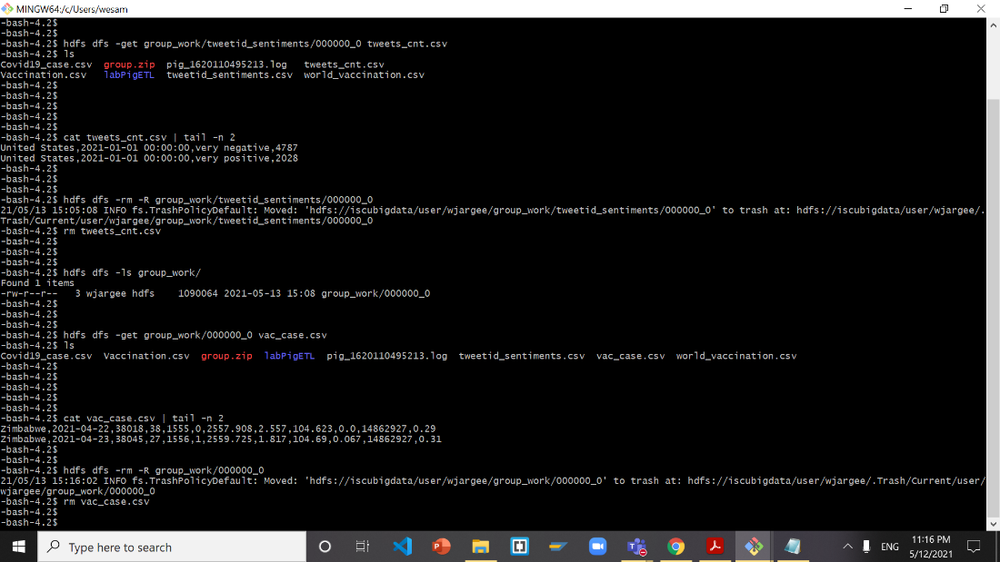 MINGW64:/c/Users/wesam
-bash-4.2$
-bash-4.2$
-bash-4.2$ hdfs dfs -get group_work/tweetid_sentiments/000000_0 tweets_cnt.csv
-bash-4.2$ ls
Covid19_case.csv  group.zip  pig_1620110495213.log   tweets_cnt.csv
Vaccination.csv   labPigETL  tweetid_sentiments.csv  world_vaccination.csv
-bash-4.2$
-bash-4.2$
-bash-4.2$
-bash-4.2$
-bash-4.2$
-bash-4.2$ cat tweets_cnt.csv | tail -n 2
United States,2021-01-01 00:00:00,very negative,4787
United States,2021-01-01 00:00:00,very positive,2028
-bash-4.2$
-bash-4.2$
-bash-4.2$
-bash-4.2$ hdfs dfs -rm -R group_work/tweetid_sentiments/000000_0
21/05/13 15:05:08 INFO fs.TrashPolicyDefault: Moved: 'hdfs://iscubigdata/user/wjargee/group_work/tweetid_sentiments/000000_0' to trash at: hdfs://iscubigdata/user/wjargee/.
Trash/Current/user/wjargee/group_work/tweetid_sentiments/000000_0
-bash-4.2$ rm tweets_cnt.csv
-bash-4.2$
-bash-4.2$
-bash-4.2$
-bash-4.2$ hdfs dfs -ls group_work/
Found 1 items
-rw-r--r--   3 wjargee hdfs    1090064 2021-05-13 15:08 group_work/000000_0
-bash-4.2$
-bash-4.2$
-bash-4.2$
-bash-4.2$ hdfs dfs -get group_work/000000_0 vac_case.csv
-bash-4.2$ ls
Covid19_case.csv  Vaccination.csv  group.zip  labPigETL  pig_1620110495213.log  tweetid_sentiments.csv  vac_case.csv  world_vaccination.csv
-bash-4.2$
-bash-4.2$
-bash-4.2$
-bash-4.2$
-bash-4.2$ cat vac_case.csv | tail -n 2
Zimbabwe,2021-04-22,38018,38,1555,0,2557.908,2.557,104.623,0.0,14862927,0.29
Zimbabwe,2021-04-23,38045,27,1556,1,2559.725,1.817,104.69,0.067,14862927,0.31
-bash-4.2$
-bash-4.2$
-bash-4.2$ hdfs dfs -rm -R group_work/000000_0
21/05/13 15:16:02 INFO fs.TrashPolicyDefault: Moved: 'hdfs://iscubigdata/user/wjargee/group_work/000000_0' to trash at: hdfs://iscubigdata/user/wjargee/.Trash/Current/user/
wjargee/group_work/000000_0
-bash-4.2$ rm vac_case.csv
-bash-4.2$
-bash-4.2$
Type here to search
ENG
11:16 PM
5/12/2021